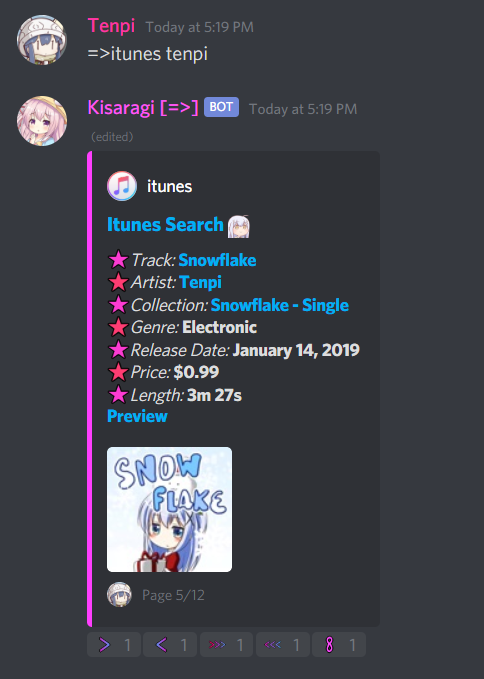 Tenpi Today at 5:19 PM
=>itunes tenpi
Kisaragi [=>] BOT Today at 5:19 PM
(edited)
itunes
Itunes Search
Track: Snowflake
Artist: Tenpi
Collection: Snowflake - Single
Genre: Electronic
Release Date: January 14, 2019
Price: $0.99
Length: 3m 27s
Preview
SNOW
FLAKE
Page 5/12
> 1 < 1 >>> 1 <<< 1 8 1